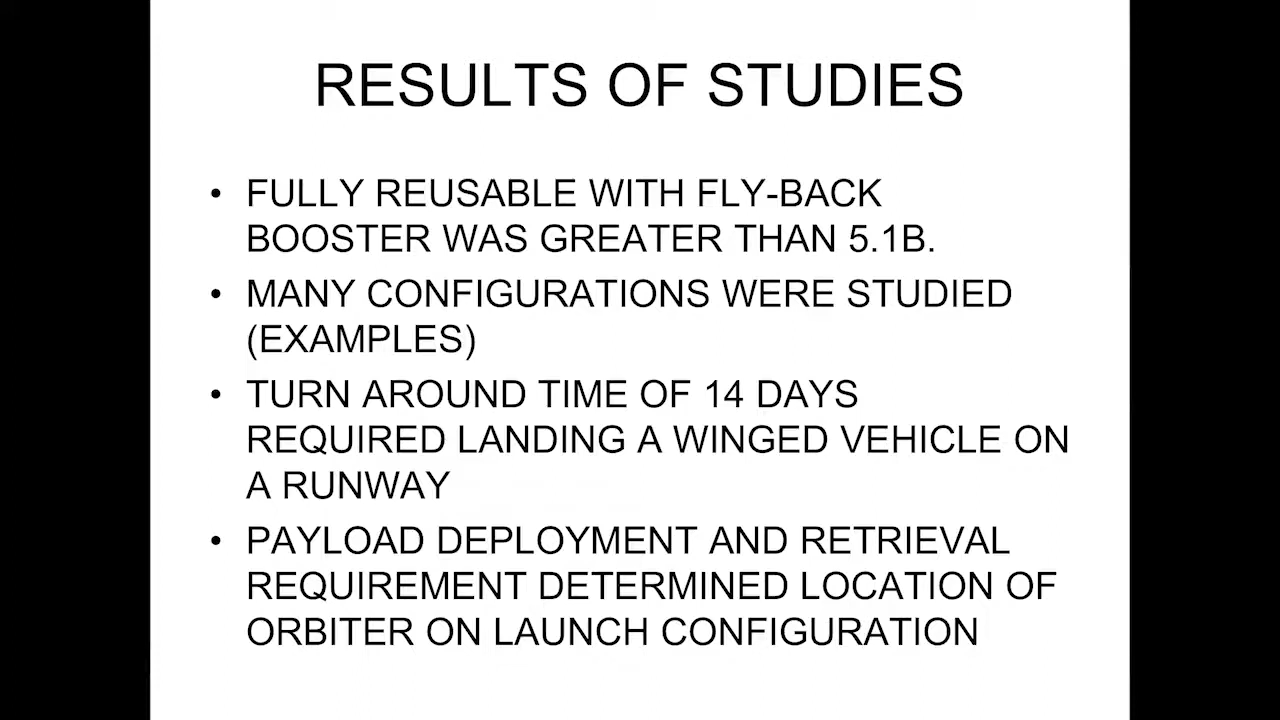 RESULTS OF STUDIES
• FULLY REUSABLE WITH FLY-BACK
BOOSTER WAS GREATER THAN 5.1B.
• MANY CONFIGURATIONS WERE STUDIED
(EXAMPLES)
• TURN AROUND TIME OF 14 DAYS
REQUIRED LANDING A WINGED VEHICLE ON
A RUNWAY
• PAYLOAD DEPLOYMENT AND RETRIEVAL
REQUIREMENT DETERMINED LOCATION OF
ORBITER ON LAUNCH CONFIGURATION